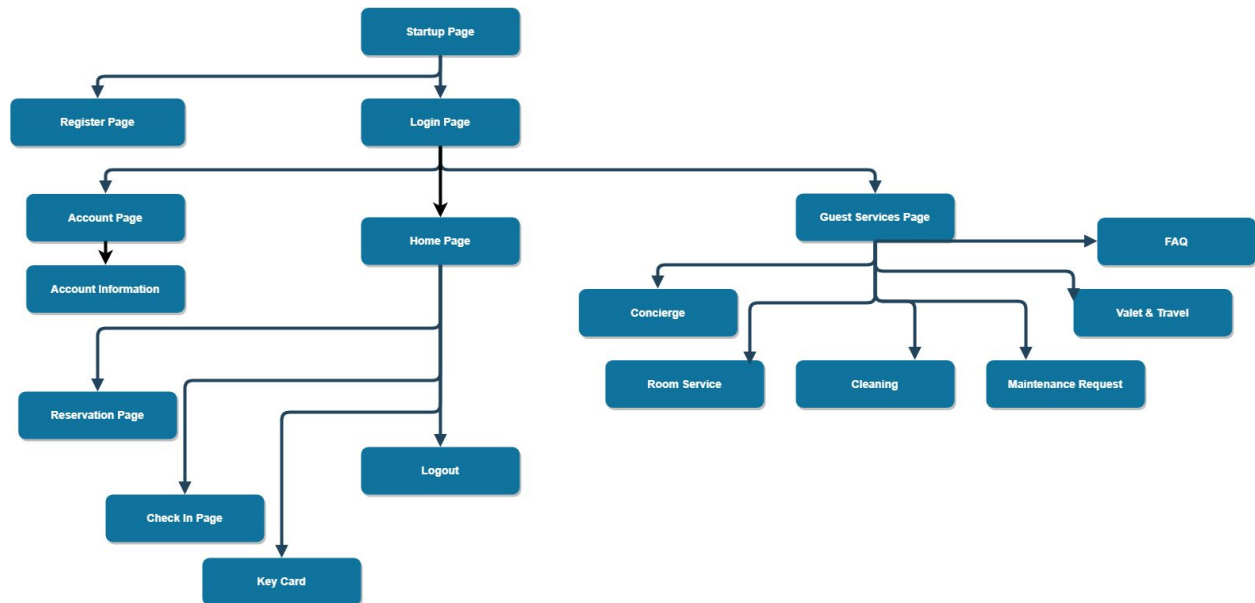 Startup Page
Register Page
Login Page
Account Page
Guest Services Page
Home Page
FAQ
Account Information
Concierge
Valet & Travel
Room Service
Cleaning
Maintenance Request
Reservation Page
Logout
Check In Page
Key Card